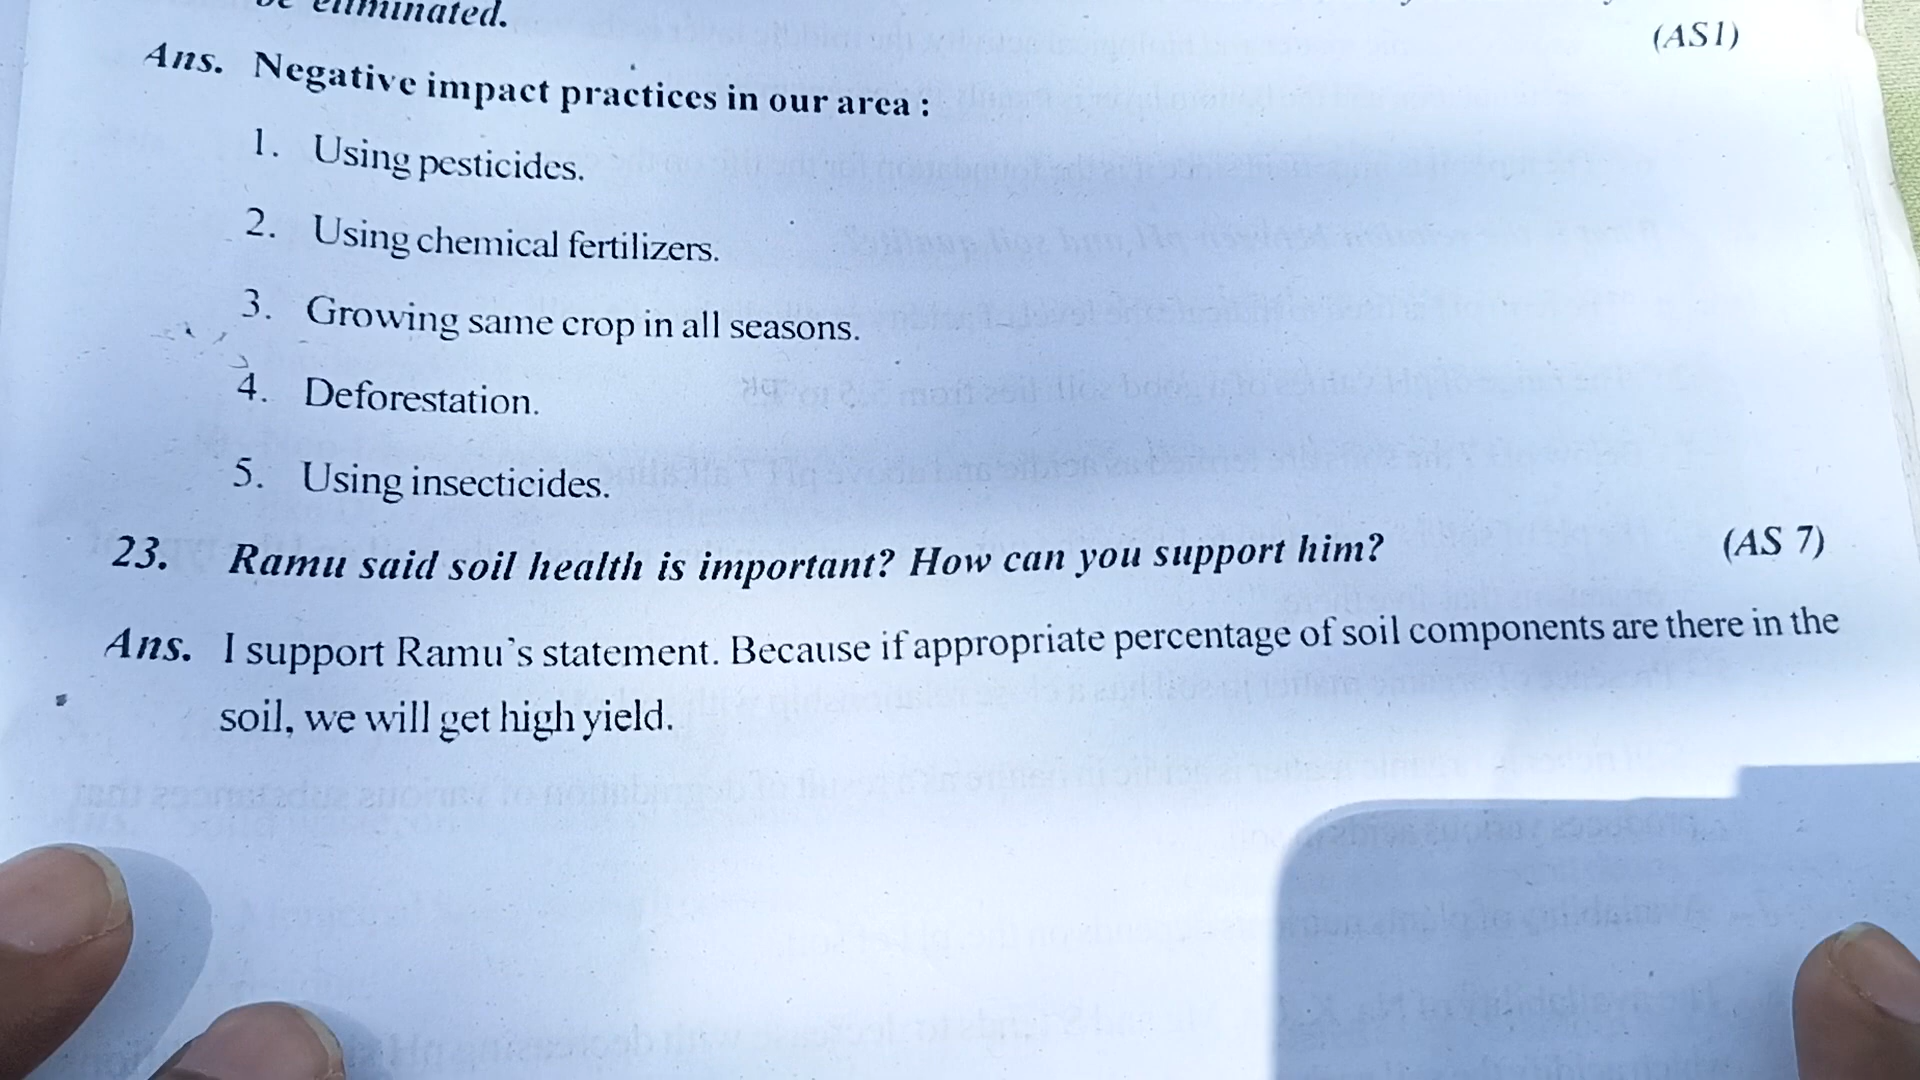 be eliminated.
(AS1)
Ans. Negative impact practices in our area :
1. Using pesticides.
2. Using chemical fertilizers.
3. Growing same crop in all seasons.
4. Deforestation.
5. Using insecticides.
23. Ramu said soil health is important? How can you support him? (AS 7)
Ans. I support Ramu's statement. Because if appropriate percentage of soil components are there in the
soil, we will get high yield.